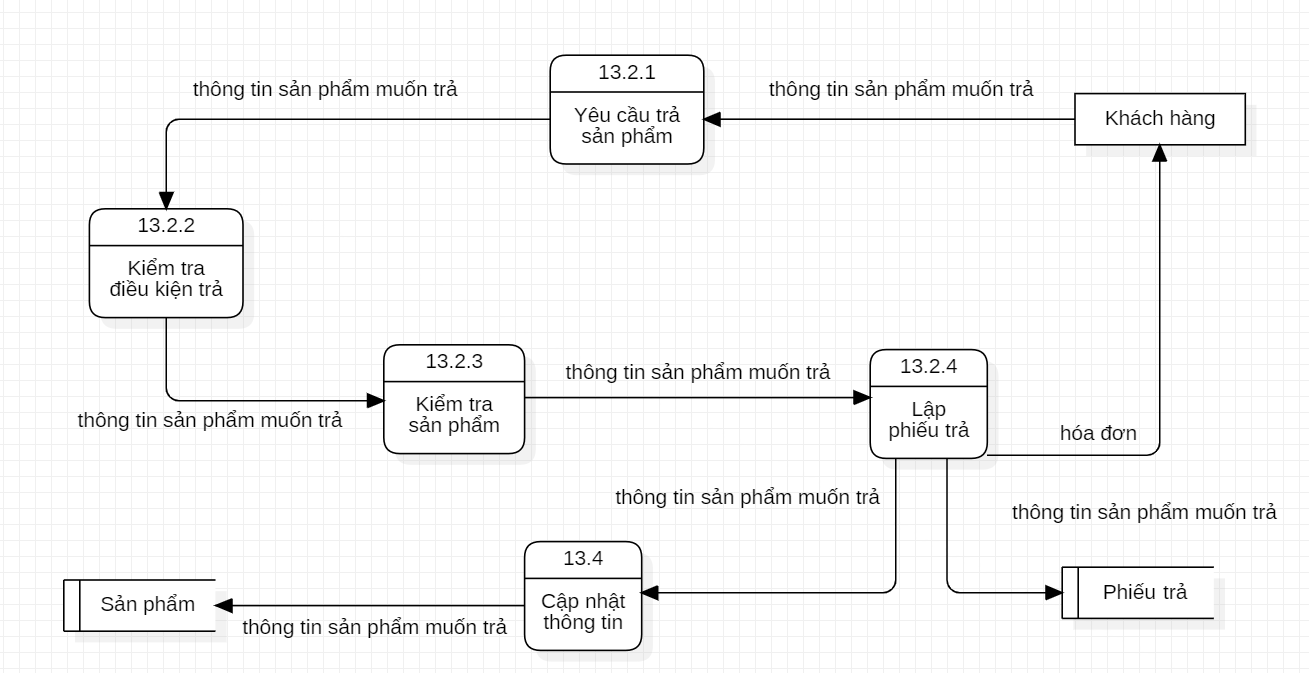 13.2.1
thông tin sản phẩm muốn trả
thông tin sản phẩm muốn trả
Yêu cầu trả
sản phẩm
Khách hàng
13.2.2
Kiểm tra
điều kiện trả
13.2.3
13.2.4
thông tin sản phẩm muốn trả
Kiểm tra
sản phẩm
Lập
phiếu trả
thông tin sản phẩm muốn trả
hóa đơn
thông tin sản phẩm muốn trả
thông tin sản phẩm muốn trả
13.4
Cập nhật
thông tin
Sản phẩm
Phiếu trả
thông tin sản phẩm muốn trả